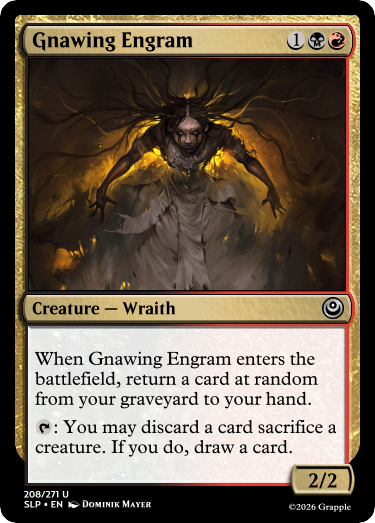 Gnawing Engram 1
Creature — Wraith
When Gnawing Engram enters the
battlefield, return a card at random
from your graveyard to your hand.
: You may discard a card sacrifice a
creature. If you do, draw a card.
2/2
208/271 U
SLP • EN Dominik Mayer
©2026 Grapple